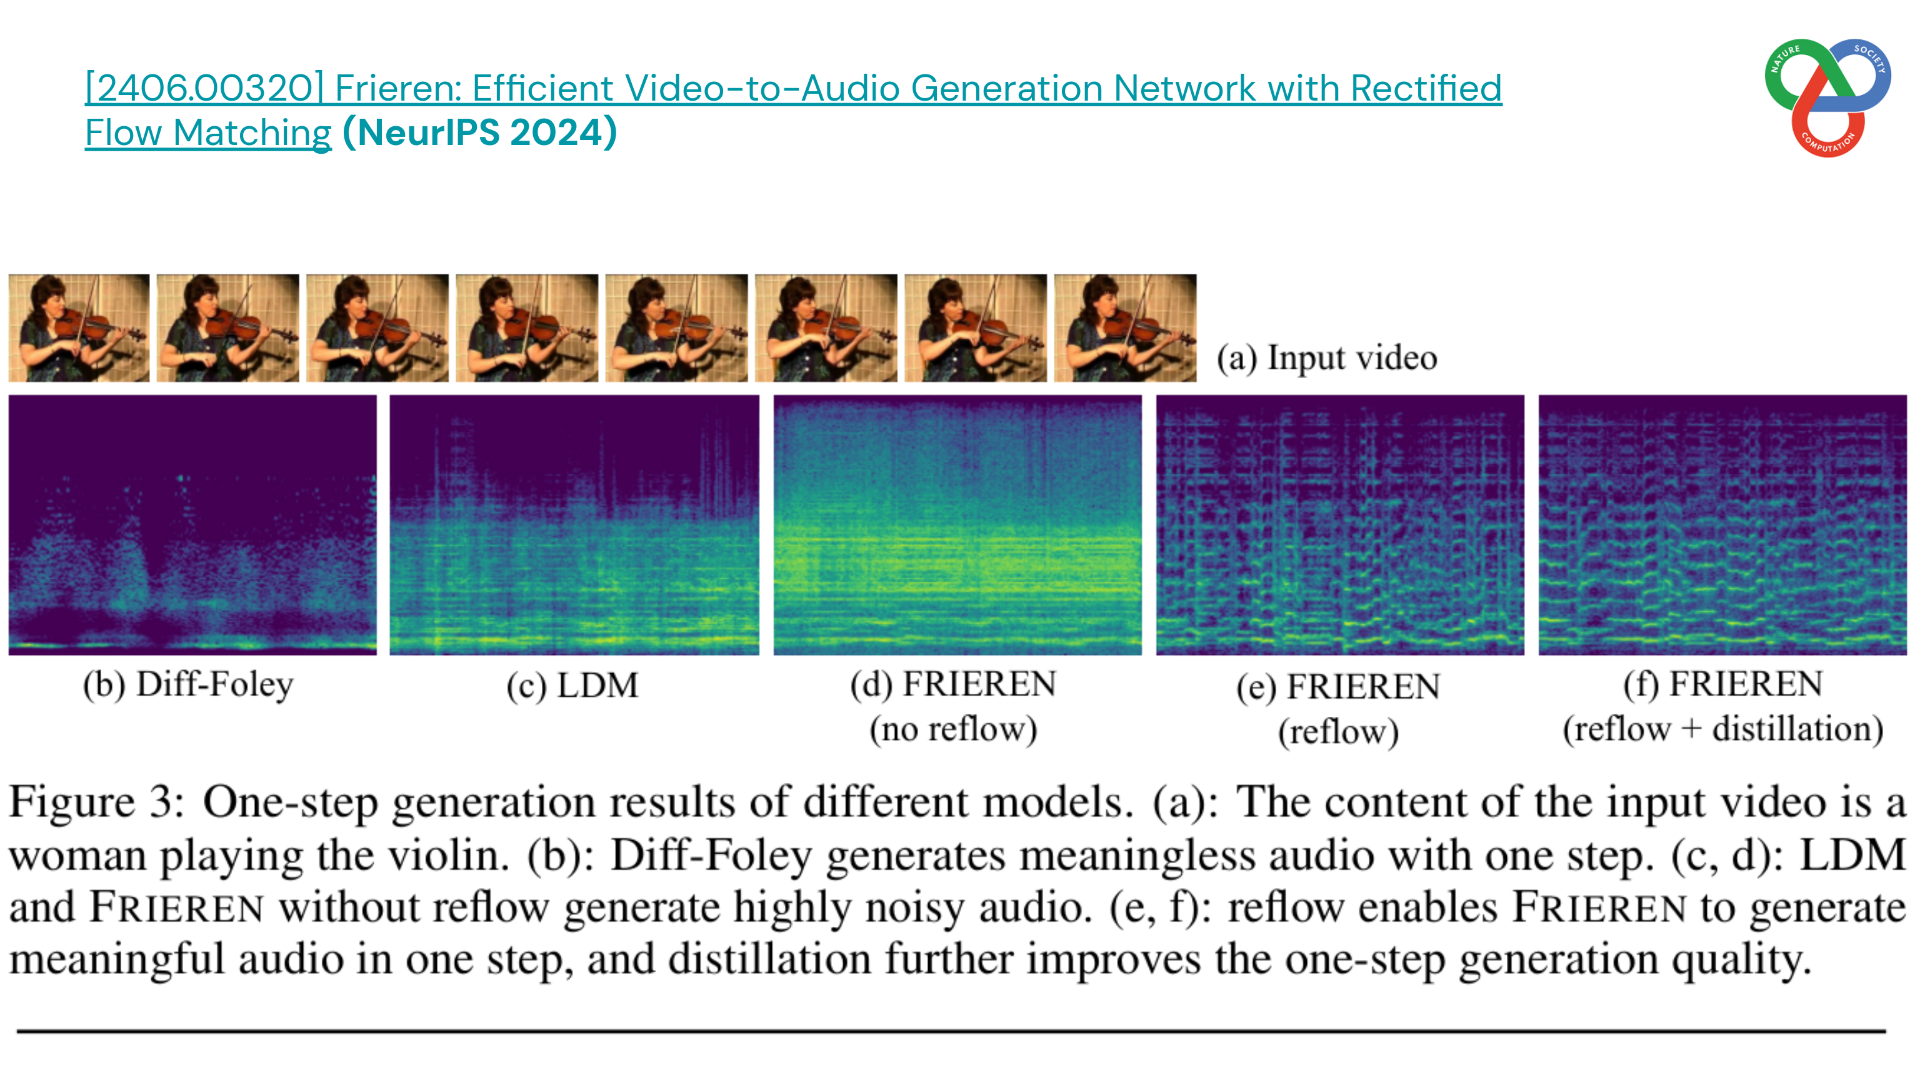 [2406.00320] Frieren: Efficient Video-to-Audio Generation Network with Rectified
Flow Matching (NeurIPS 2024)
NATURE
SOCIETY
COMPUTATION
(a) Input video
(b) Diff-Foley
(c) LDM
(d) FRIEREN
(no reflow)
(e) FRIEREN
(reflow)
(f) FRIEREN
(reflow + distillation)
Figure 3: One-step generation results of different models. (a): The content of the input video is a
woman playing the violin. (b): Diff-Foley generates meaningless audio with one step. (c, d): LDM
and FRIEREN without reflow generate highly noisy audio. (e, f): reflow enables FRIEREN to generate
meaningful audio in one step, and distillation further improves the one-step generation quality.